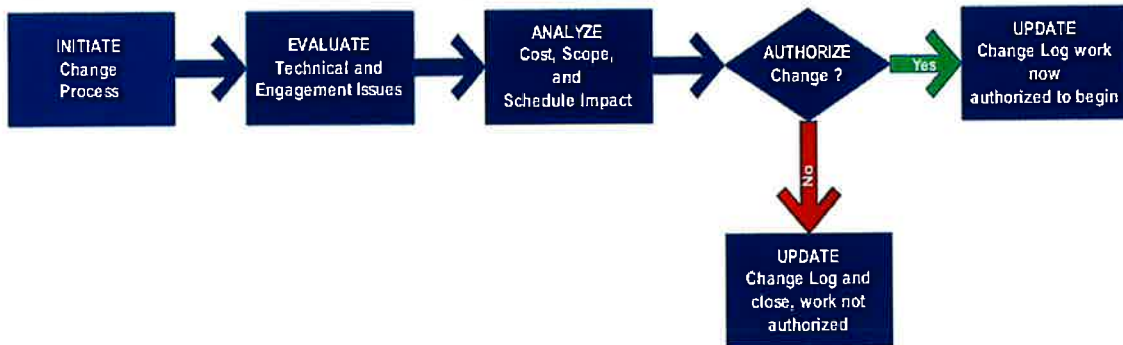 INITIATE
Change
Process
EVALUATE
Technical and
Engagement Issues
ANALYZE
Cost, Scope,
and
Schedule Impact
AUTHORIZE
Change ?
Yes
UPDATE
Change Log work
now
authorized to begin
No
UPDATE
Change Log and
close, work not
authorized